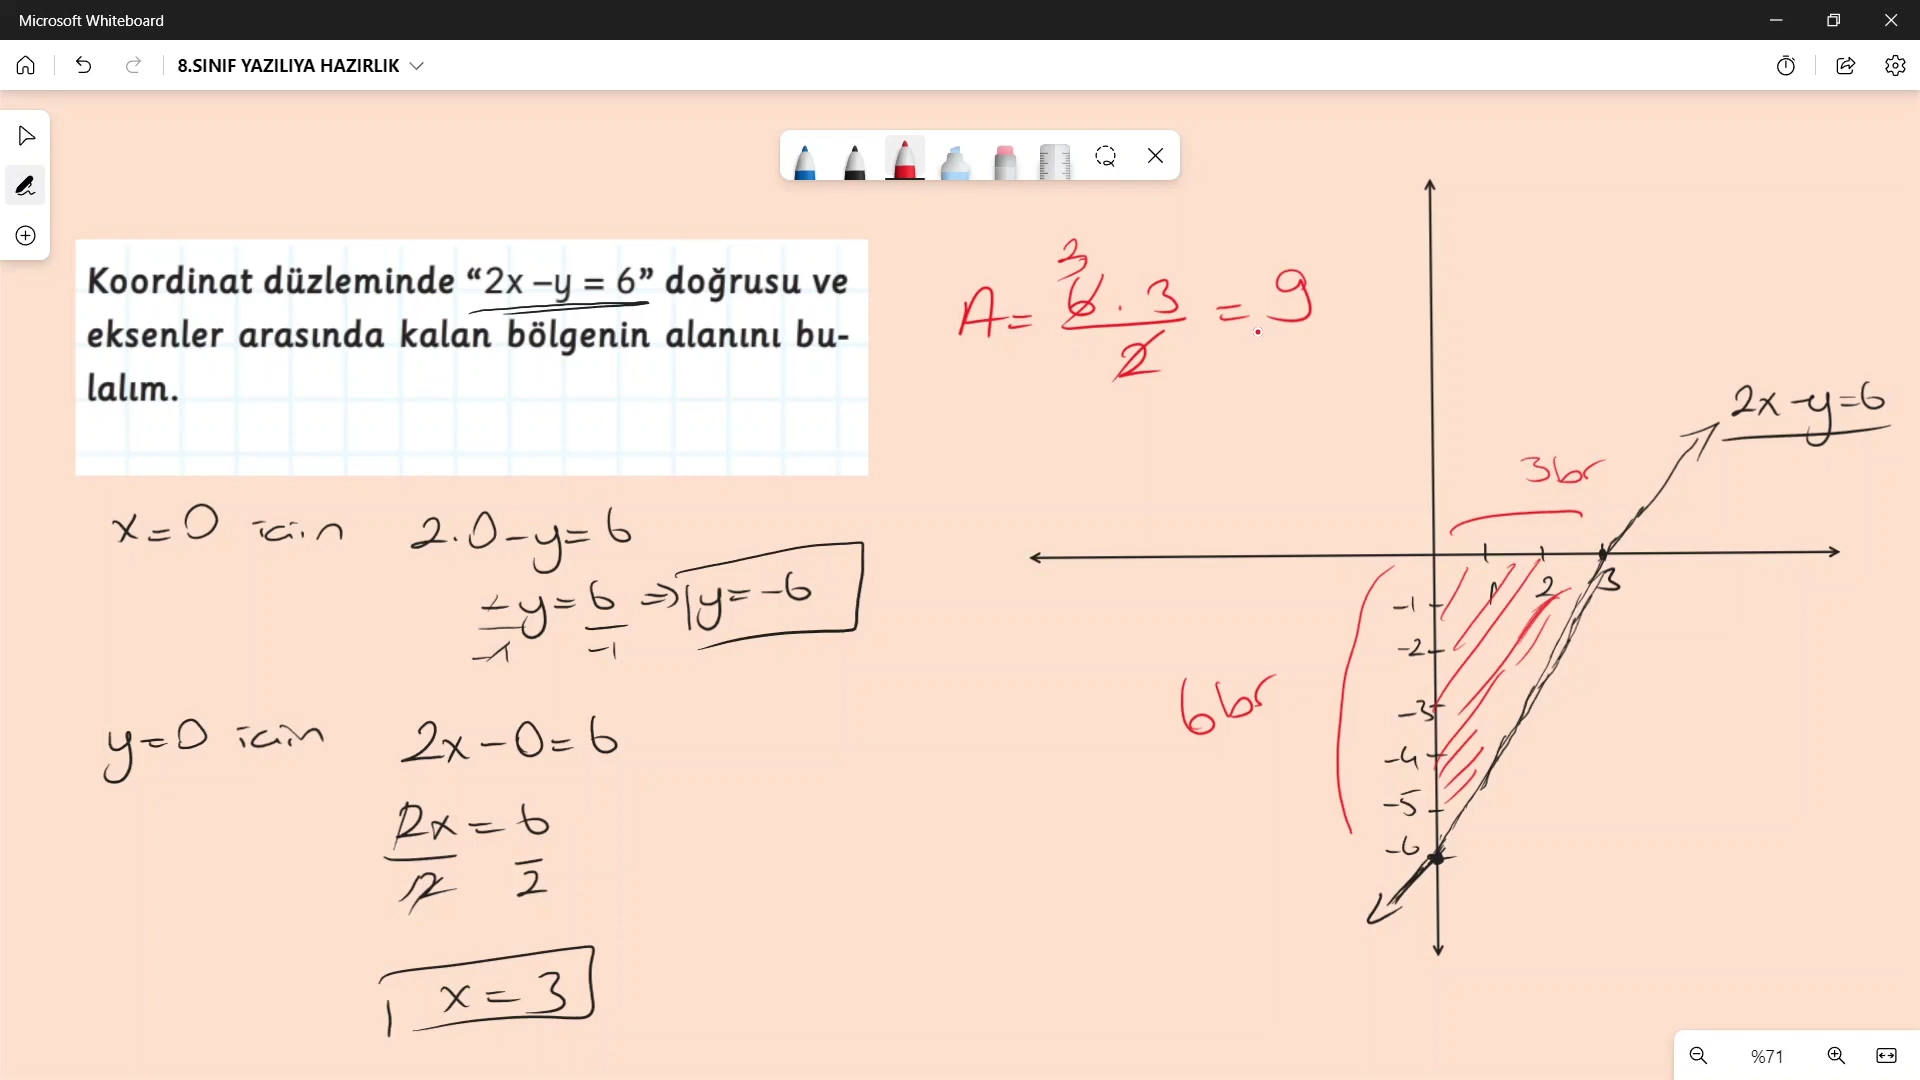 Microsoft Whiteboard
8.SINIF YAZILIYA HAZIRLIK
Koordinat düzleminde “2x –y = 6” doğrusu ve
eksenler arasında kalan bölgenin alanını bu-
lalım.
x=0 için 2.0-y=6
-y/-1 = 6/-1 ⇒ y=-6
y=0 için 2x-0=6
2x/2 = 6/2
x=3
3
A= 6.3/2 = 9
2x-y=6
3br
1 2 3
-1
-2
6br
-3
-4
-5
-6
%71